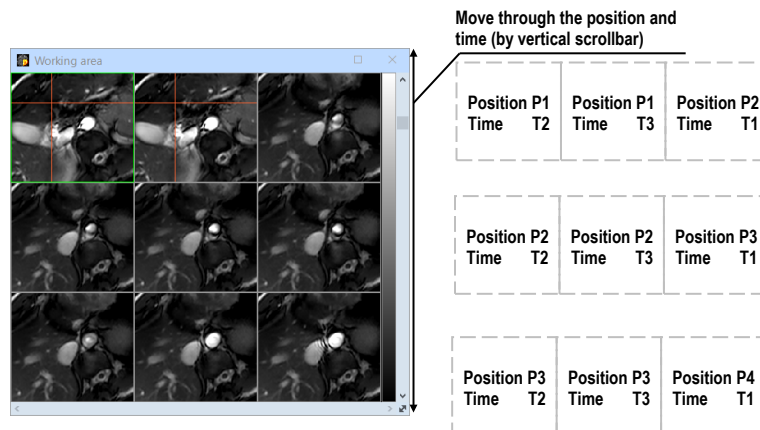 Move through the position and
time (by vertical scrollbar)
Working area
Position P1 Position P1 Position P2
Time T2 Time T3 Time T1
Position P2 Position P2 Position P3
Time T2 Time T3 Time T1
Position P3 Position P3 Position P4
Time T2 Time T3 Time T1